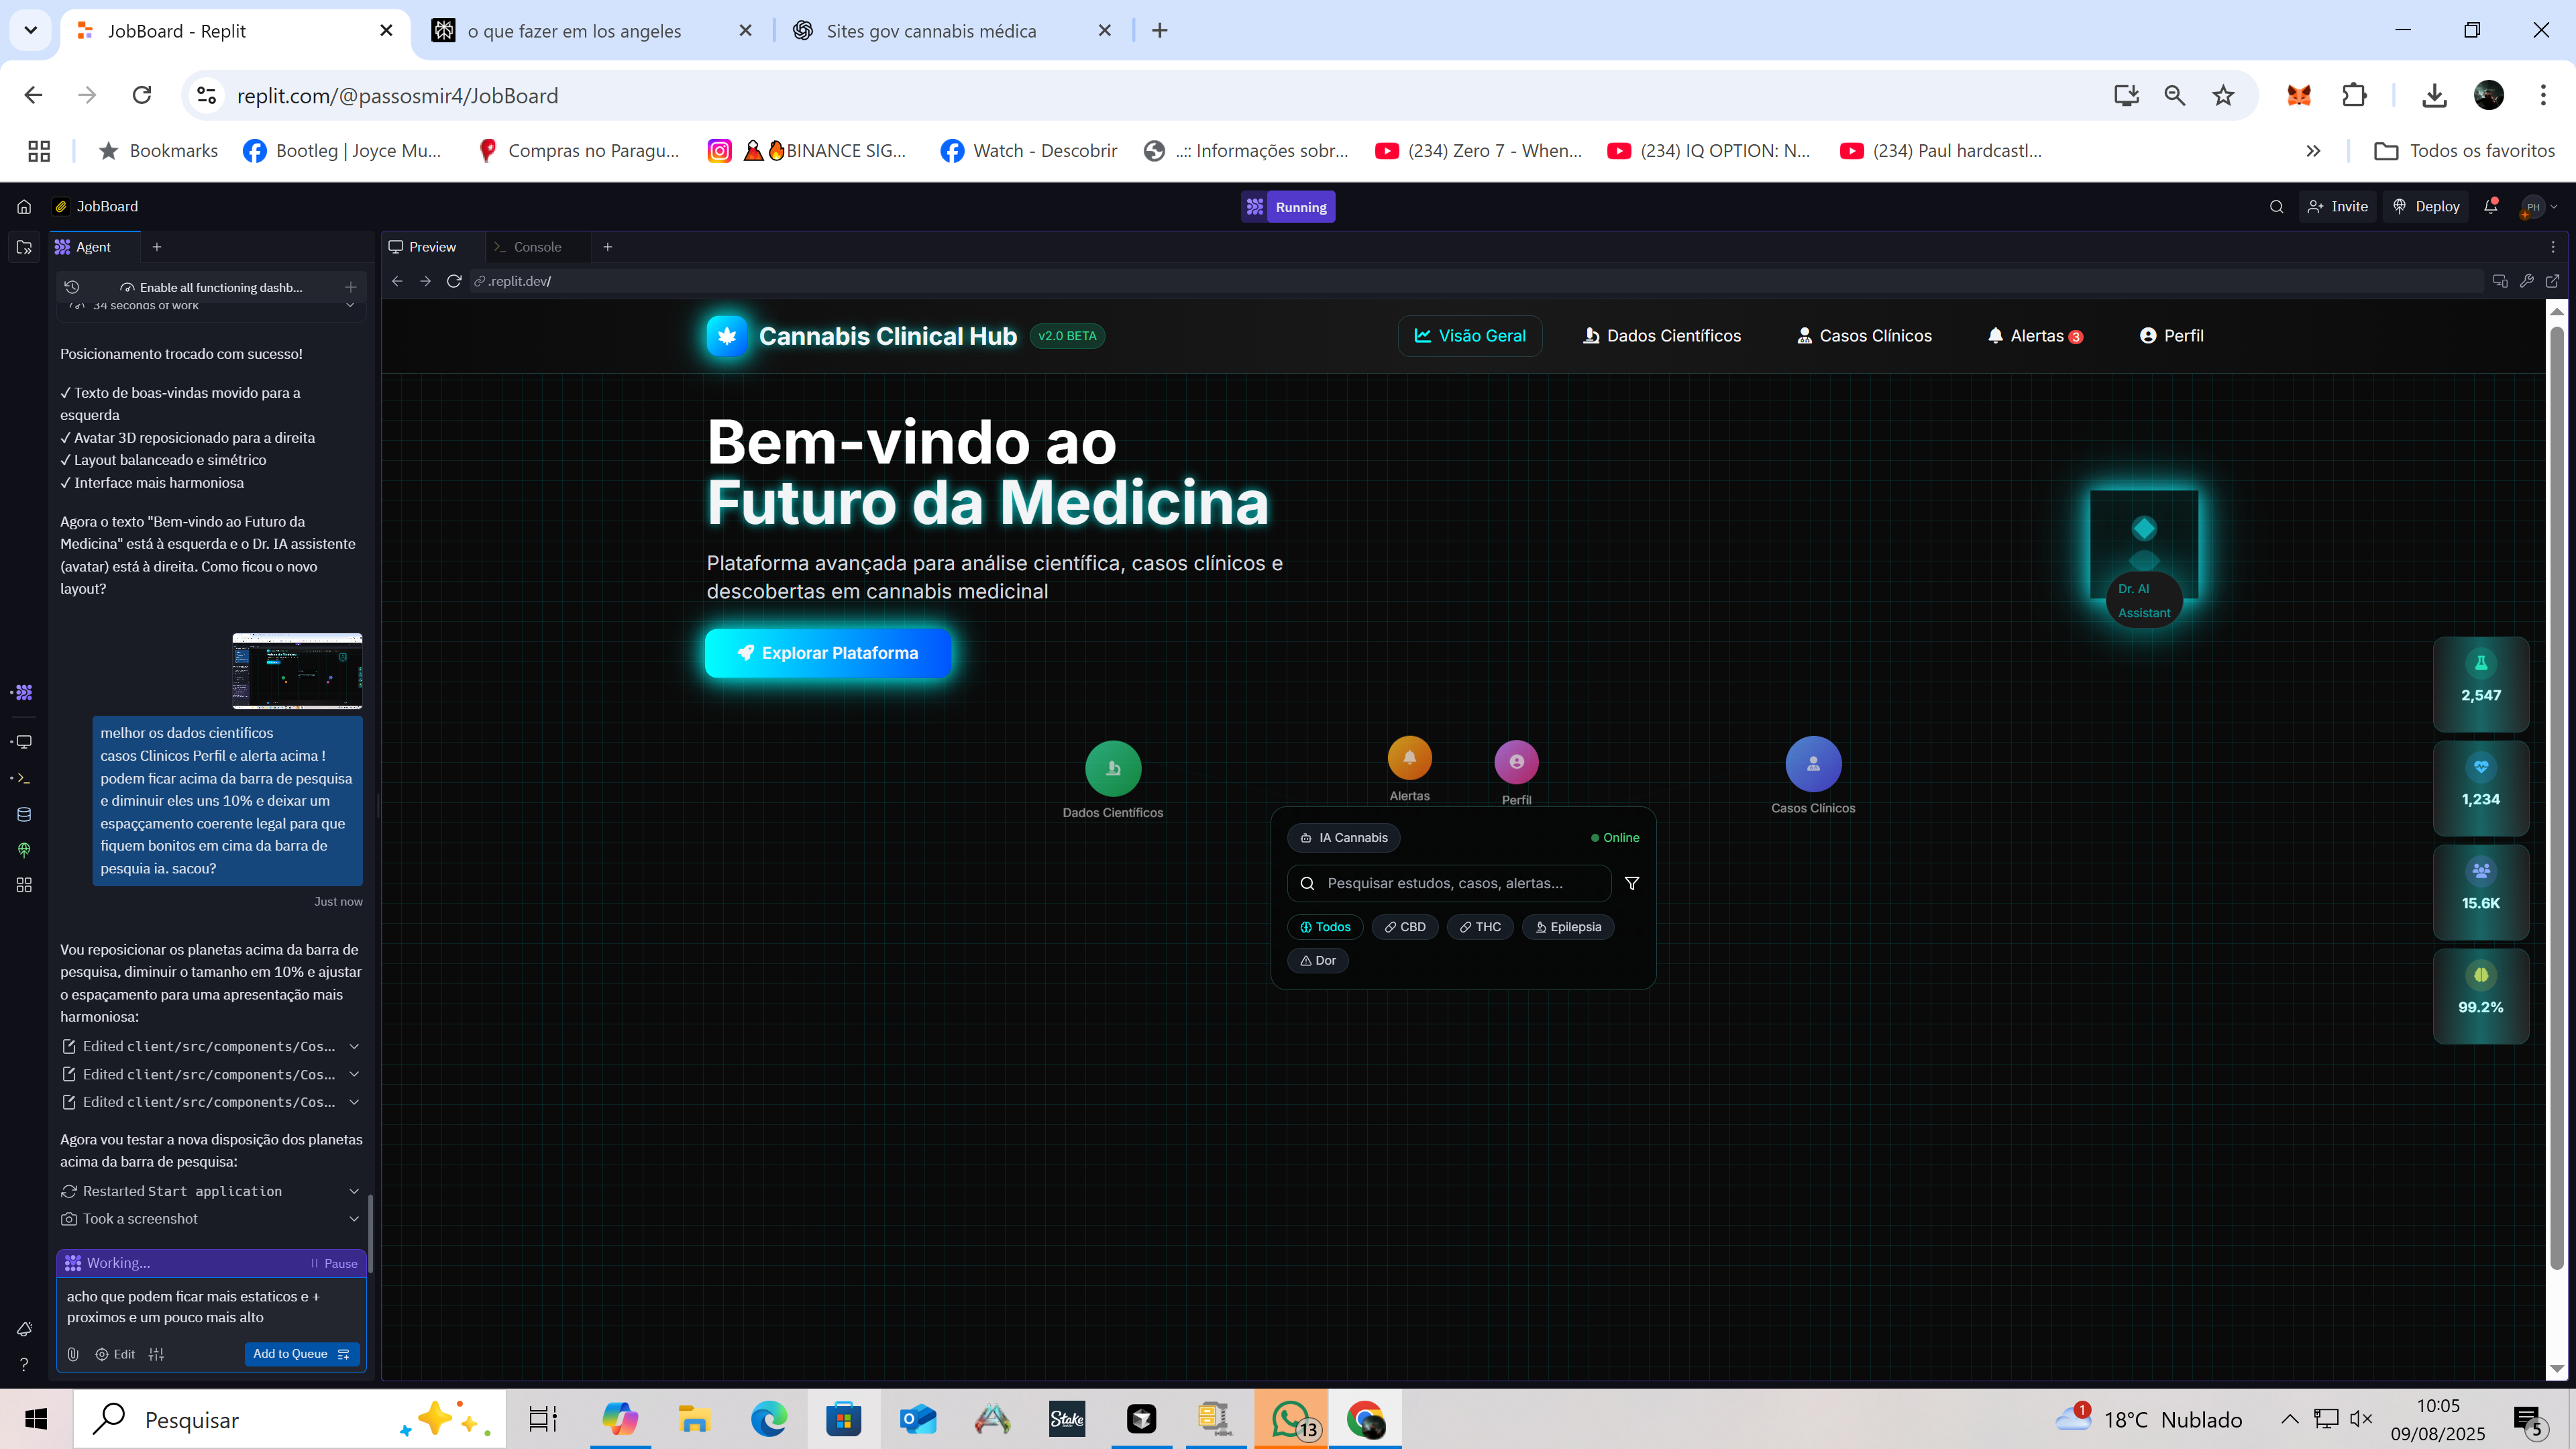 JobBoard - Replit
o que fazer em los angeles
Sites gov cannabis médica
replit.com/@passosmir4/JobBoard
Bookmarks
Bootleg | Joyce Mu...
Compras no Paragu...
BINANCE SIG...
Watch - Descobrir
..:: Informações sobr...
(234) Zero 7 - When...
(234) IQ OPTION: N...
(234) Paul hardcastl...
Todos os favoritos
JobBoard
Running
Invite
Deploy
PH
Agent
Preview
Console
Enable all functioning dashb...
.replit.dev/
34 seconds of work
Posicionamento trocado com sucesso!
✓ Texto de boas-vindas movido para a
esquerda
✓ Avatar 3D reposicionado para a direita
✓ Layout balanceado e simétrico
✓ Interface mais harmoniosa
Agora o texto "Bem-vindo ao Futuro da
Medicina" está à esquerda e o Dr. IA assistente
(avatar) está à direita. Como ficou o novo
layout?
melhor os dados cientificos
casos Clinicos Perfil e alerta acima !
podem ficar acima da barra de pesquisa
e diminuir eles uns 10% e deixar um
espaççamento coerente legal para que
fiquem bonitos em cima da barra de
pesquia ia. sacou?
Just now
Vou reposicionar os planetas acima da barra de
pesquisa, diminuir o tamanho em 10% e ajustar
o espaçamento para uma apresentação mais
harmoniosa:
Edited client/src/components/Cos...
Edited client/src/components/Cos...
Edited client/src/components/Cos...
Agora vou testar a nova disposição dos planetas
acima da barra de pesquisa:
Restarted Start application
Took a screenshot
Working...
Pause
acho que podem ficar mais estaticos e +
proximos e um pouco mais alto
Edit
Add to Queue
Cannabis Clinical Hub
v2.0 BETA
Visão Geral
Dados Científicos
Casos Clínicos
Alertas 3
Perfil
Bem-vindo ao
Futuro da Medicina
Plataforma avançada para análise científica, casos clínicos e
descobertas em cannabis medicinal
Explorar Plataforma
Dr. AI
Assistant
Dados Científicos
Alertas
Perfil
Casos Clínicos
IA Cannabis
Online
Pesquisar estudos, casos, alertas...
Todos
CBD
THC
Epilepsia
Dor
2,547
1,234
15.6K
99.2%
Pesquisar
Stake
13
1
18°C Nublado
10:05
09/08/2025
5